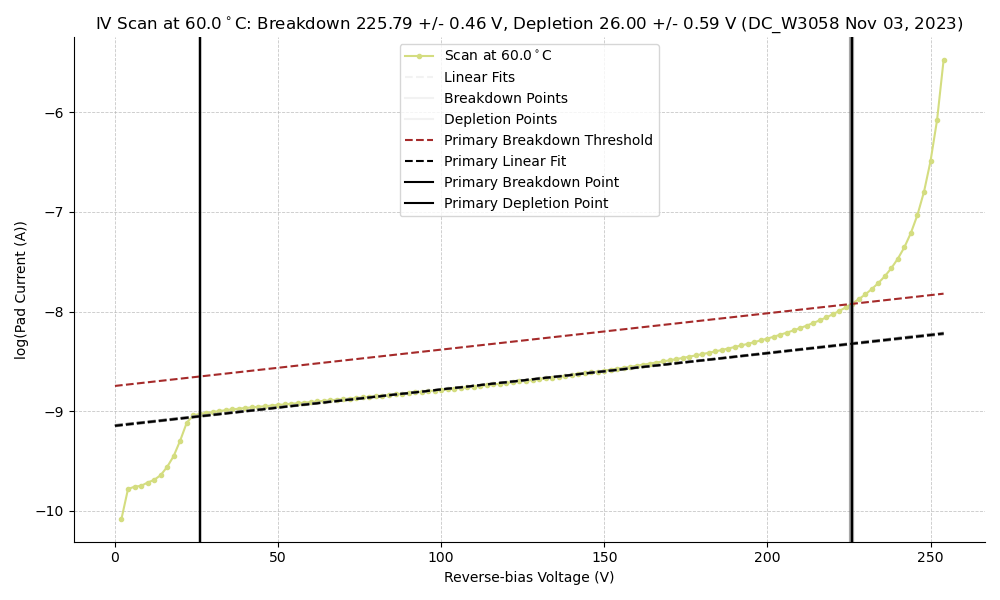 IV Scan at 60.0°C: Breakdown 225.79 +/- 0.46 V, Depletion 26.00 +/- 0.59 V (DC_W3058 Nov 03, 2023)
Scan at 60.0°C
Linear Fits
Breakdown Points
Depletion Points
Primary Breakdown Threshold
Primary Linear Fit
Primary Breakdown Point
Primary Depletion Point
log(Pad Current (A))
−6
−7
−8
−9
−10
0 50 100 150 200 250
Reverse-bias Voltage (V)